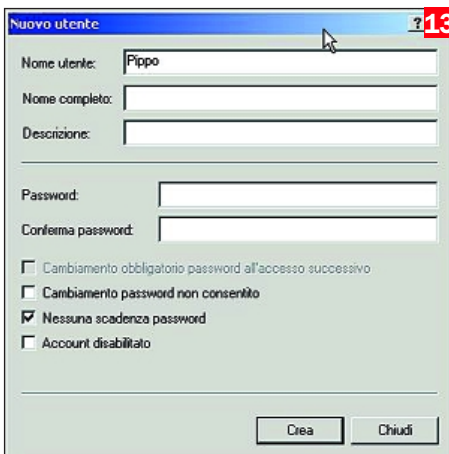 Nuovo utente ? 13
Nome utente: Pippo
Nome completo:
Descrizione:
Password:
Conferma password:
Cambiamento obbligatorio password all'accesso successivo
Cambiamento password non consentito
Nessuna scadenza password
Account disabilitato
Crea Chiudi